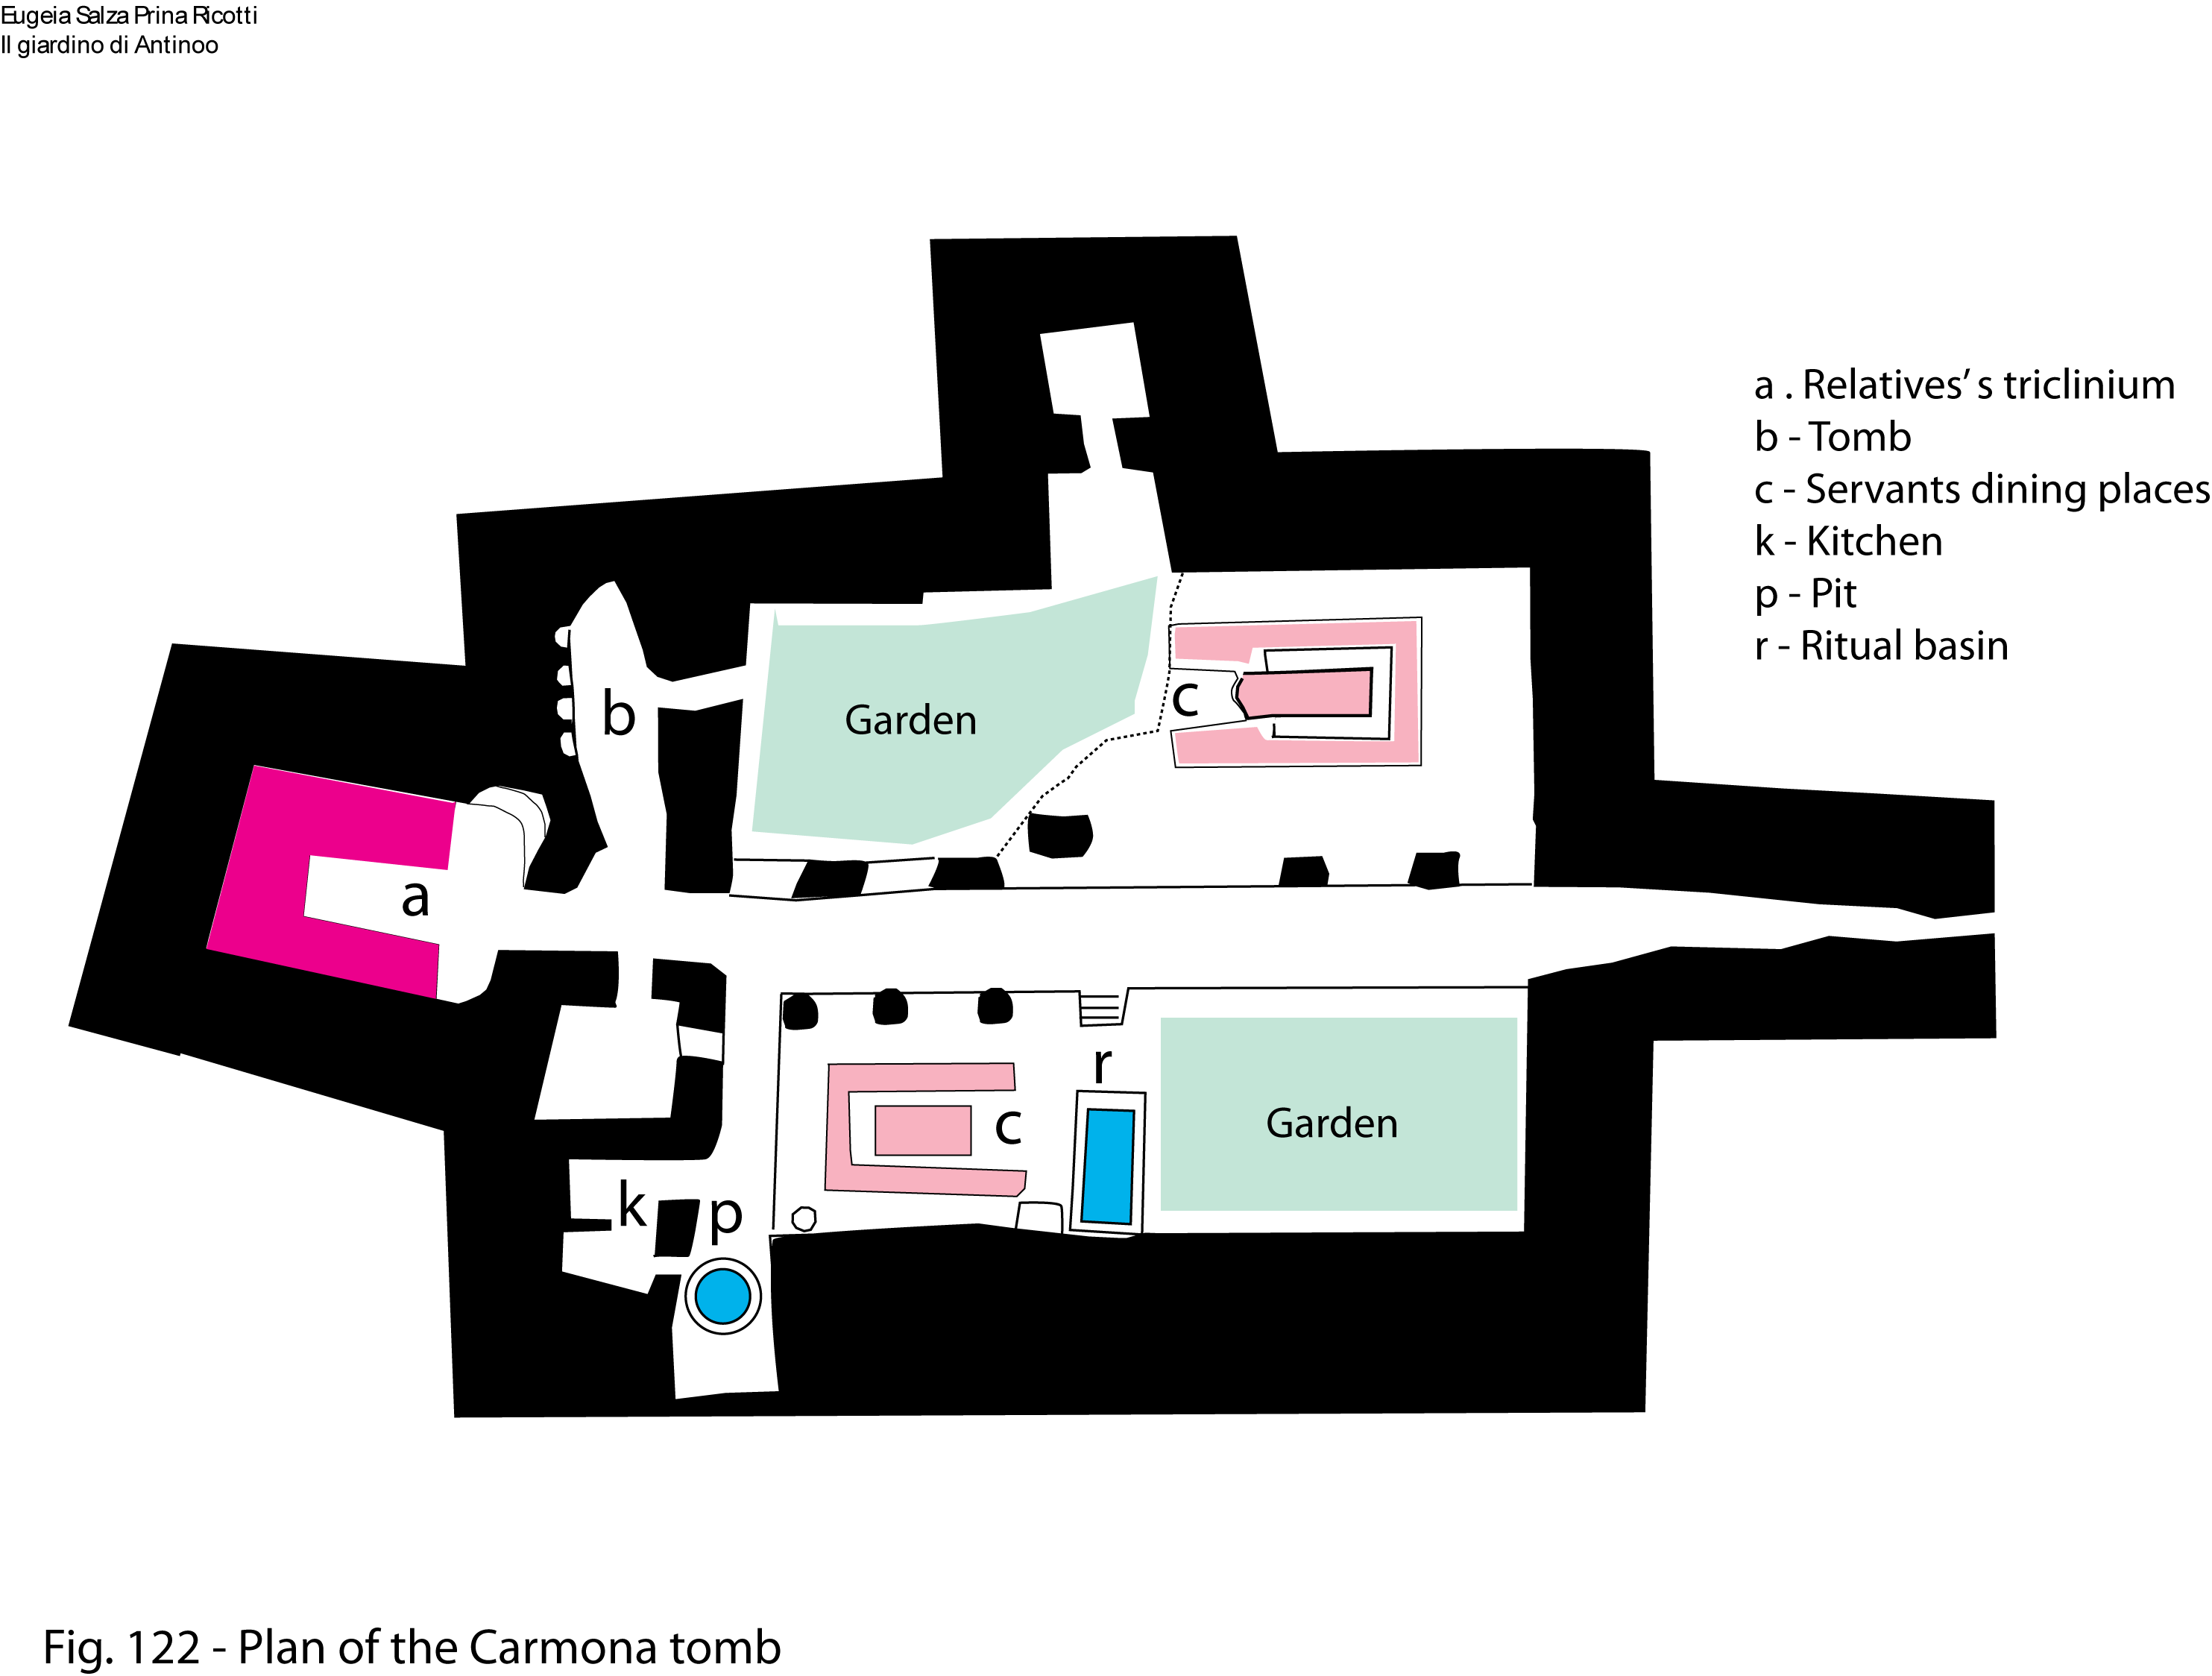 Eugeia Salza Prina Ricotti
Il giardino di Antinoo
a . Relatives’s triclinium
b - Tomb
c - Servants dining places
k - Kitchen
p - Pit
r - Ritual basin
b
Garden
c
a
r
c
Garden
k
p
Fig. 122 - Plan of the Carmona tomb